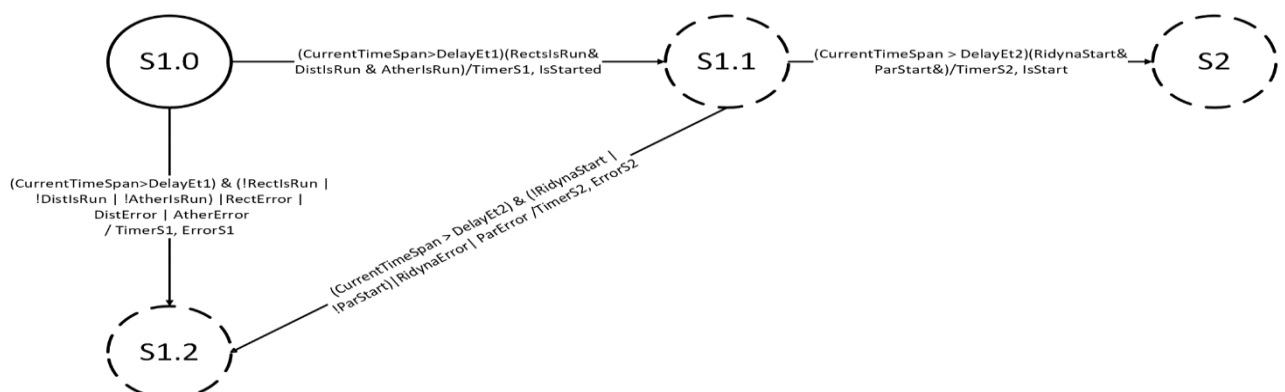 S1.0
(CurrentTimeSpan>DelayEt1)(RectsIsRun&
DistIsRun & AtherIsRun)/TimerS1, IsStarted
S1.1
(CurrentTimeSpan > DelayEt2)(RidynaStart&
ParStart&)/TimerS2, IsStart
S2
(CurrentTimeSpan>DelayEt1) & (!RectIsRun |
!DistIsRun | !AtherIsRun) |RectError |
DistError | AtherError
/ TimerS1, ErrorS1
(CurrentTimeSpan > DelayEt2) & (!RidynaStart |
!ParStart)|RidynaError| ParError /TimerS2, ErrorS2
S1.2